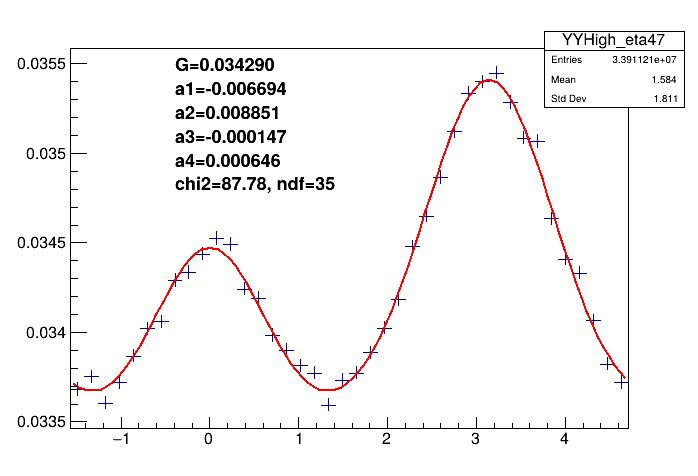 YYHigh_eta47
Entries 3.391121e+07
Mean 1.584
Std Dev 1.811
G=0.034290
a1=-0.006694
a2=0.008851
a3=-0.000147
a4=0.000646
chi2=87.78, ndf=35
0.0355
0.035
0.0345
0.034
0.0335
−1 0 1 2 3 4